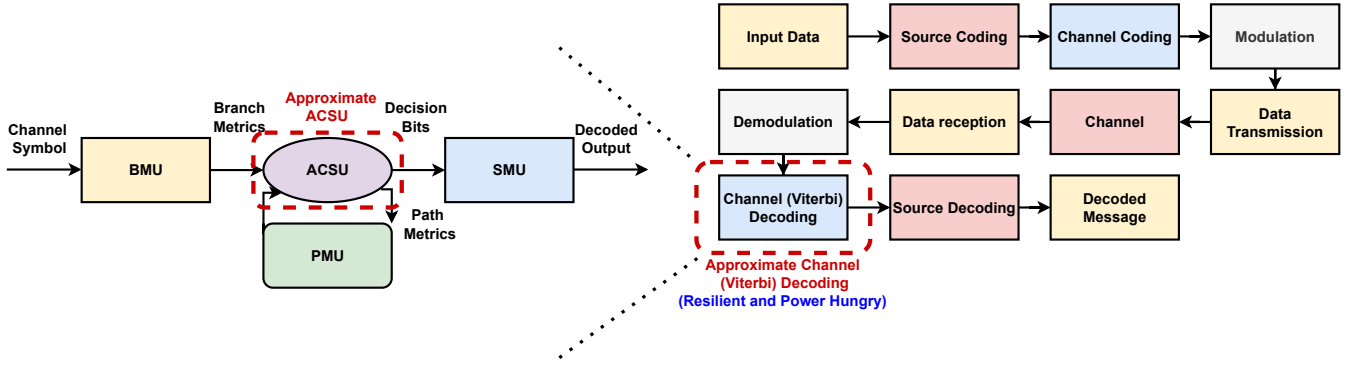 Channel
Symbol
BMU
Branch
Metrics
Approximate
ACSU
ACSU
Decision
Bits
SMU
Decoded
Output
Path
Metrics
PMU
Input Data
Source Coding
Channel Coding
Modulation
Demodulation
Data reception
Channel
Data
Transmission
Channel (Viterbi)
Decoding
Source Decoding
Decoded
Message
Approximate Channel
(Viterbi) Decoding
(Resilient and Power Hungry)